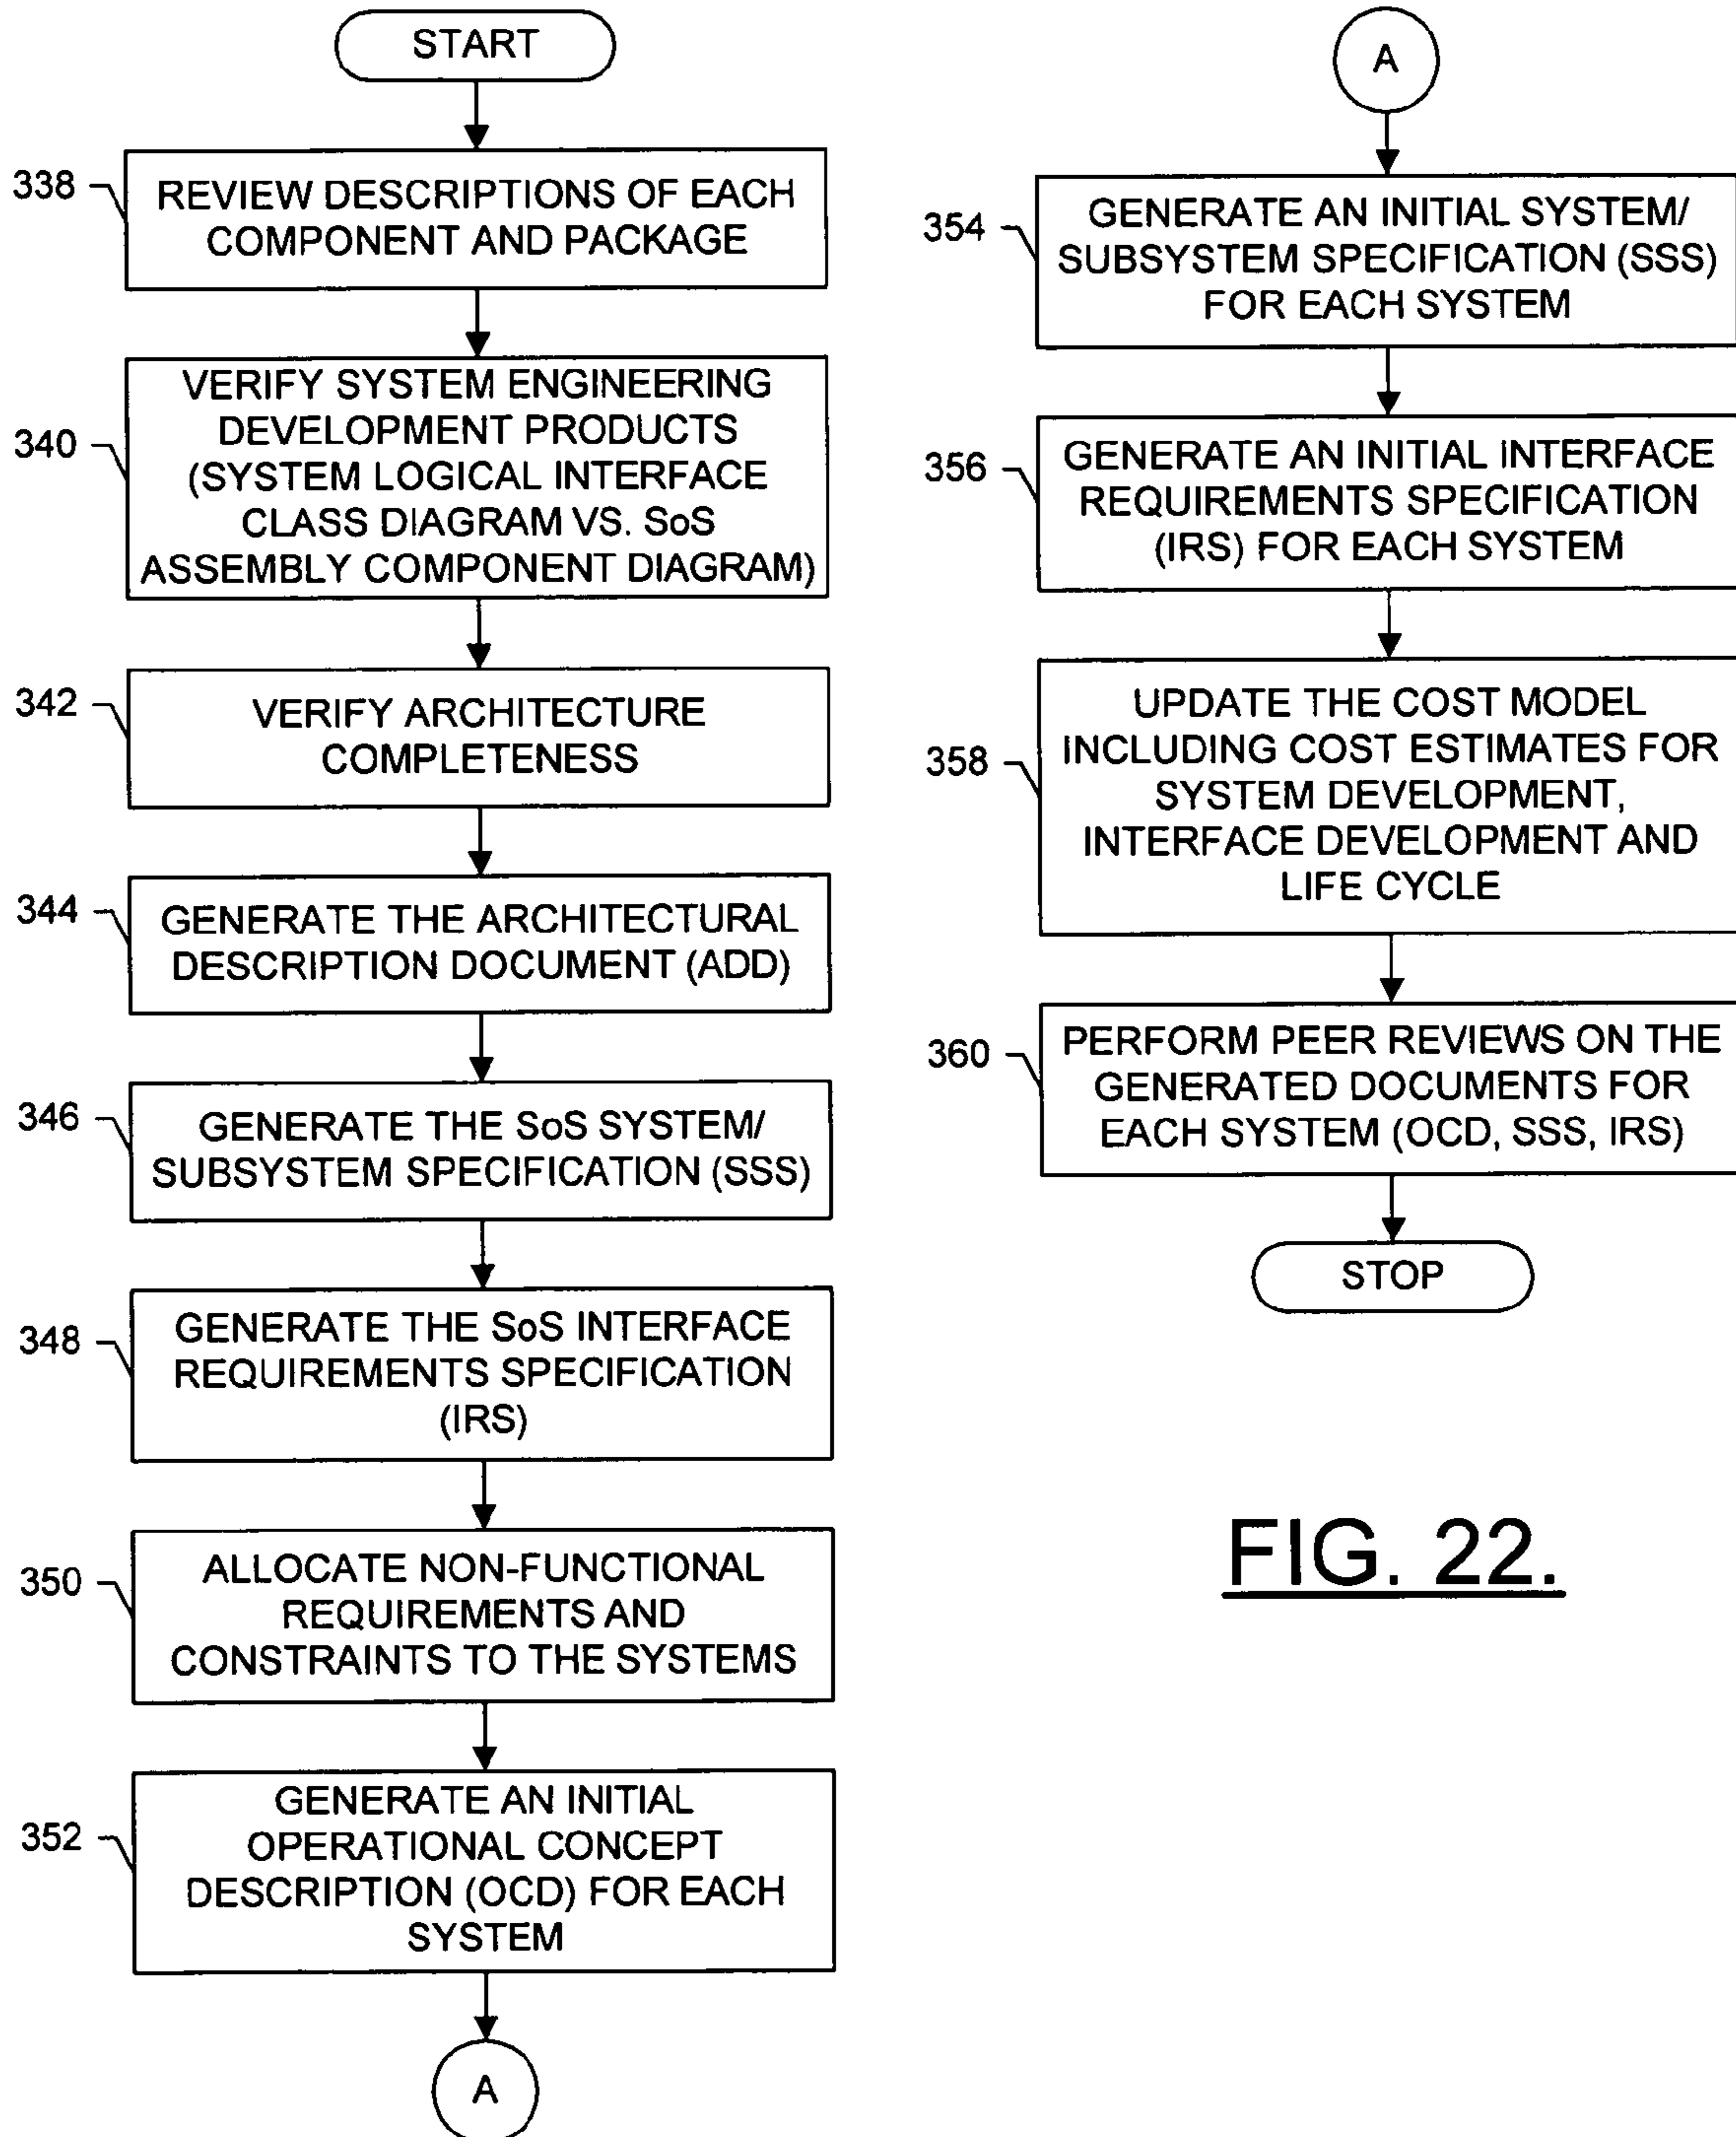 START
338
REVIEW DESCRIPTIONS OF EACH
COMPONENT AND PACKAGE
340
VERIFY SYSTEM ENGINEERING
DEVELOPMENT PRODUCTS
(SYSTEM LOGICAL INTERFACE
CLASS DIAGRAM VS. SoS
ASSEMBLY COMPONENT DIAGRAM)
342
VERIFY ARCHITECTURE
COMPLETENESS
344
GENERATE THE ARCHITECTURAL
DESCRIPTION DOCUMENT (ADD)
346
GENERATE THE SoS SYSTEM/
SUBSYSTEM SPECIFICATION (SSS)
348
GENERATE THE SoS INTERFACE
REQUIREMENTS SPECIFICATION
(IRS)
350
ALLOCATE NON-FUNCTIONAL
REQUIREMENTS AND
CONSTRAINTS TO THE SYSTEMS
352
GENERATE AN INITIAL
OPERATIONAL CONCEPT
DESCRIPTION (OCD) FOR EACH
SYSTEM
A
A
354
GENERATE AN INITIAL SYSTEM/
SUBSYSTEM SPECIFICATION (SSS)
FOR EACH SYSTEM
356
GENERATE AN INITIAL INTERFACE
REQUIREMENTS SPECIFICATION
(IRS) FOR EACH SYSTEM
358
UPDATE THE COST MODEL
INCLUDING COST ESTIMATES FOR
SYSTEM DEVELOPMENT,
INTERFACE DEVELOPMENT AND
LIFE CYCLE
360
PERFORM PEER REVIEWS ON THE
GENERATED DOCUMENTS FOR
EACH SYSTEM (OCD, SSS, IRS)
STOP
FIG. 22.